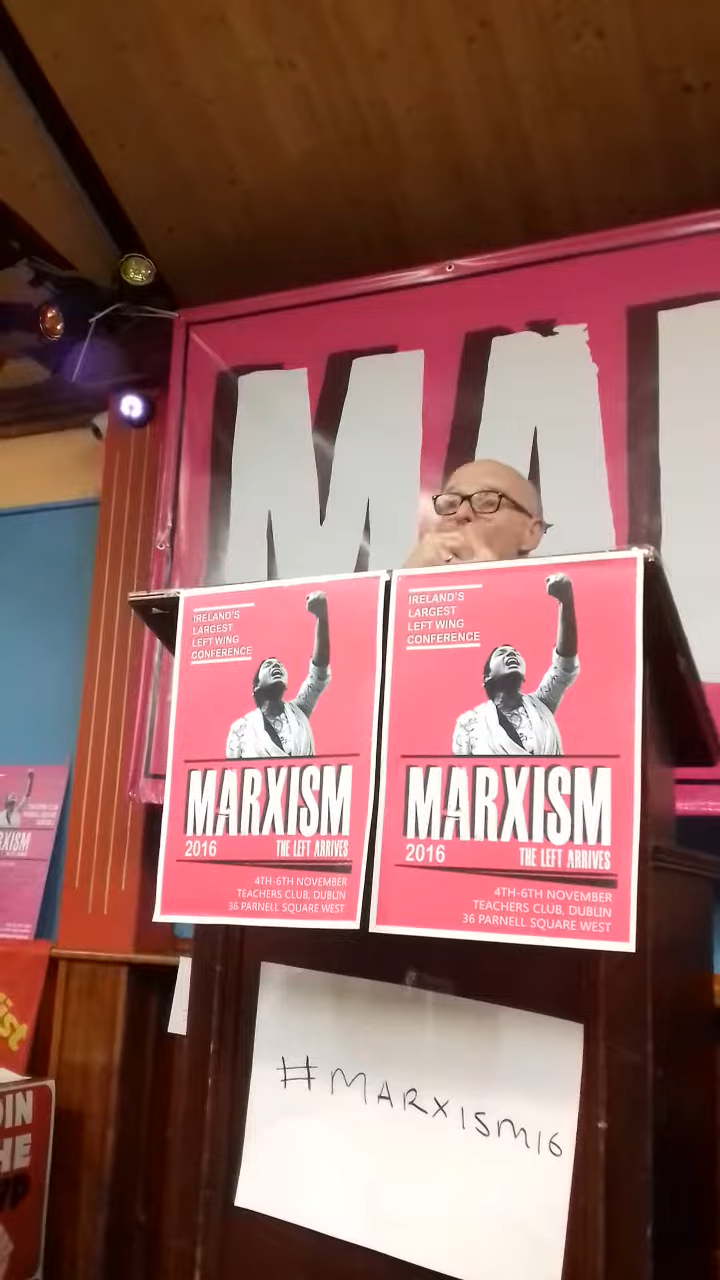 MA
IRELAND'S
LARGEST
LEFT WING
CONFERENCE
MARXISM
2016 THE LEFT ARRIVES
4TH-6TH NOVEMBER
TEACHERS CLUB, DUBLIN
36 PARNELL SQUARE WEST
IRELAND'S
LARGEST
LEFT WING
CONFERENCE
MARXISM
2016 THE LEFT ARRIVES
4TH-6TH NOVEMBER
TEACHERS CLUB, DUBLIN
36 PARNELL SQUARE WEST
#MARXISM16